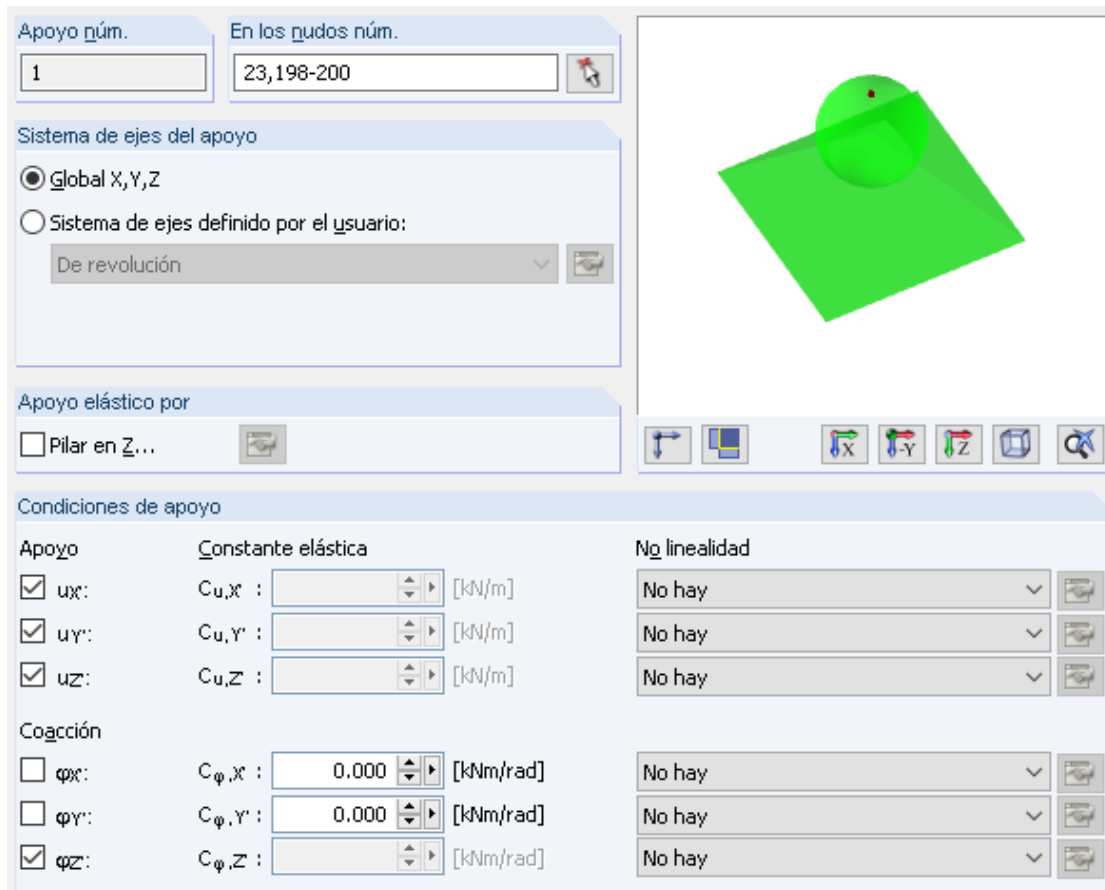 Apoyo núm.
En los nudos núm.
1
23,198-200
Sistema de ejes del apoyo
Global X,Y,Z
Sistema de ejes definido por el usuario:
De revolución
Apoyo elástico por
Pilar en Z...
X
-Y
Z
Condiciones de apoyo
Apoyo
Constante elástica
No linealidad
uX': Cu,X' : [kN/m] No hay
uY': Cu,Y' : [kN/m] No hay
uZ': Cu,Z' : [kN/m] No hay
Coacción
φX': Cφ,X' : 0.000 [kNm/rad] No hay
φY': Cφ,Y' : 0.000 [kNm/rad] No hay
φZ': Cφ,Z' : [kNm/rad] No hay